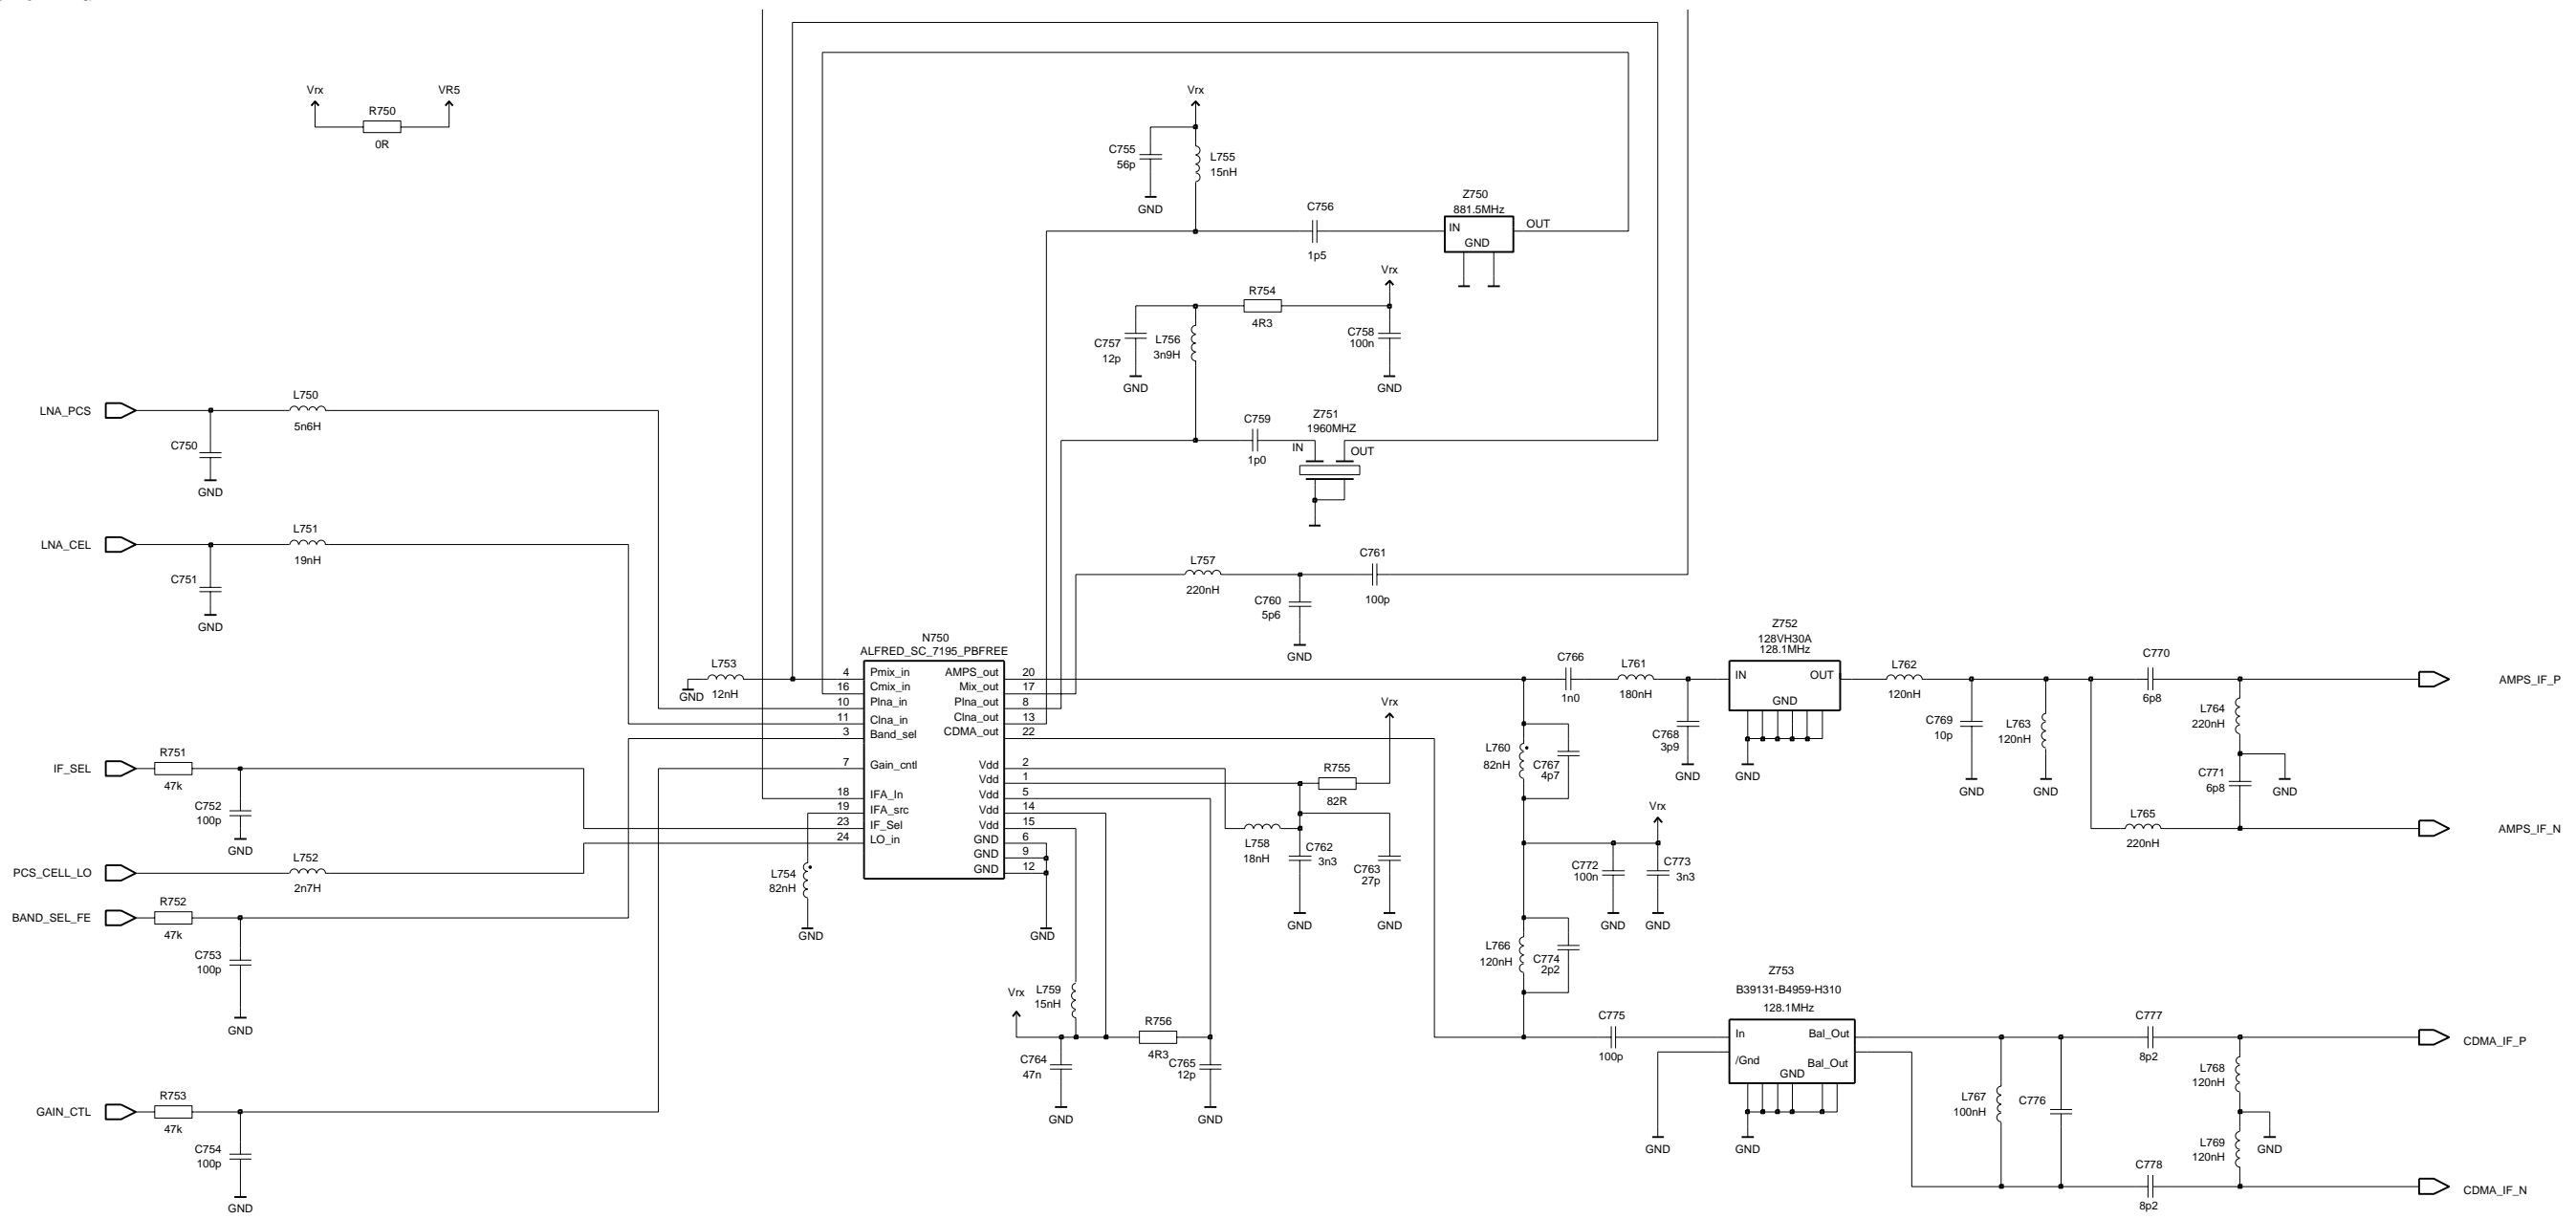 Vrx
VR5
R750
0R
Vrx
C755
56p
L755
15nH
GND
C756
1p5
Z750
881.5MHz
IN
OUT
GND
Vrx
R754
4R3
C757
12p
L756
3n9H
C758
100n
GND
GND
LNA_PCS
L750
5n6H
C750
GND
C759
1p0
Z751
1960MHZ
IN
OUT
LNA_CEL
L751
19nH
C751
GND
L757
220nH
C761
100p
C760
5p6
GND
N750
ALFRED_SC_7195_PBFREE
L753
12nH
GND
4 Pmix_in AMPS_out 20
16 Cmix_in Mix_out 17
10 Plna_in Plna_out 8
11 Clna_in Clna_out 13
3 Band_sel CDMA_out 22
7 Gain_cntl Vdd 2
Vdd 1
18 IFA_In Vdd 5
19 IFA_src Vdd 14
23 IF_Sel Vdd 15
24 LO_in GND 6
GND 9
GND 12
Vrx
R755
82R
L758
18nH
C762
3n3
C763
27p
GND
GND
IF_SEL
R751
47k
C752
100p
GND
PCS_CELL_LO
L752
2n7H
L754
82nH
GND
GND
BAND_SEL_FE
R752
47k
C753
100p
GND
Vrx
L759
15nH
R756
4R3
C764
47n
C765
12p
GND
GND
GAIN_CTL
R753
47k
C754
100p
GND
C766
1n0
L761
180nH
Z752
128VH30A
128.1MHz
IN
OUT
GND
L760
82nH
C767
4p7
C768
3p9
GND
GND
L762
120nH
C769
10p
L763
120nH
GND
GND
C770
6p8
L764
220nH
C771
6p8
GND
L765
220nH
AMPS_IF_P
AMPS_IF_N
Vrx
C772
100n
C773
3n3
GND
GND
L766
120nH
C774
2p2
C775
100p
Z753
B39131-B4959-H310
128.1MHz
In
Bal_Out
/Gnd
Bal_Out
GND
GND
GND
L767
100nH
C776
C777
8p2
L768
120nH
L769
120nH
GND
C778
8p2
CDMA_IF_P
CDMA_IF_N